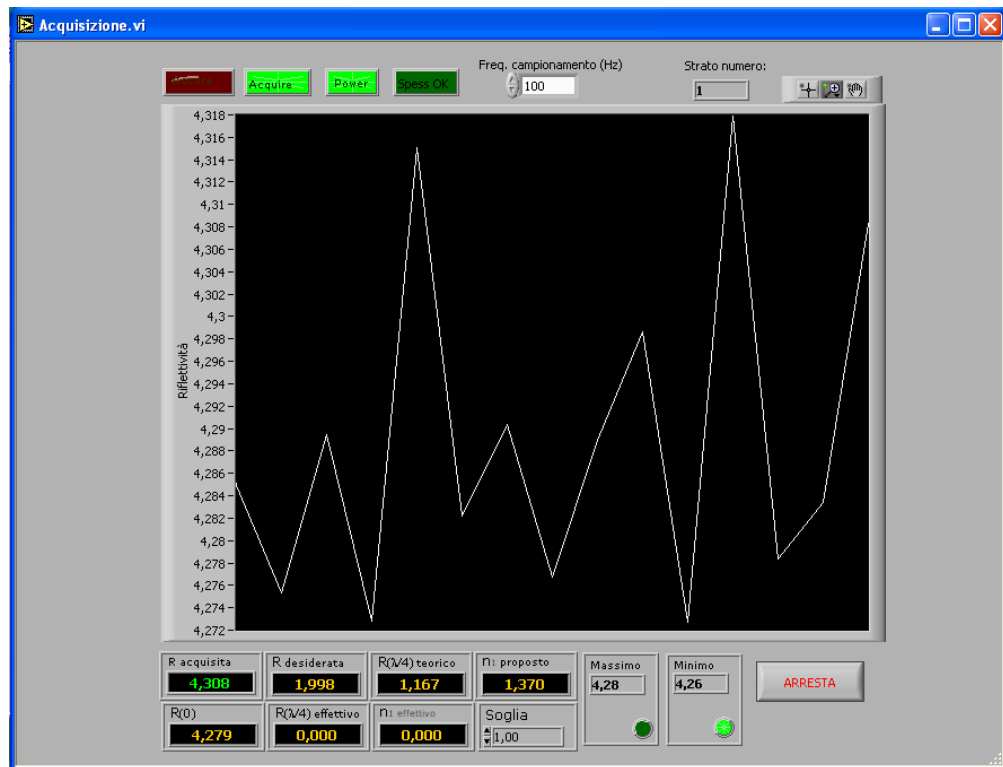 Acquisizione.vi
Acquire
Power
Spess OK
Freq. campionamento (Hz)
100
Strato numero:
1
Riflettività
4,318
4,316
4,314
4,312
4,31
4,308
4,306
4,304
4,302
4,3
4,298
4,296
4,294
4,292
4,29
4,288
4,286
4,284
4,282
4,28
4,278
4,276
4,274
4,272
R acquisita
4,308
R desiderata
1,998
R(λ/4) teorico
1,167
n1 proposto
1,370
Massimo
4,28
Minimo
4,26
ARRESTA
R(0)
4,279
R(λ/4) effettivo
0,000
n1 effettivo
0,000
Soglia
1,00